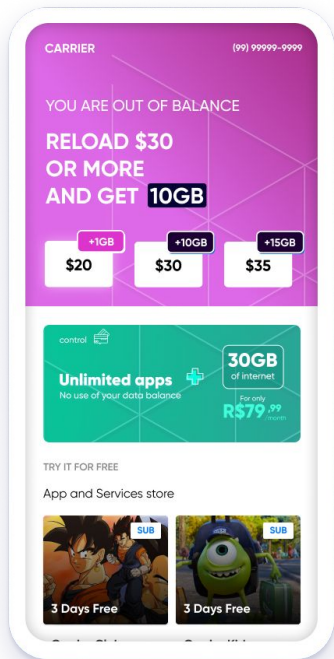 CARRIER
(99) 99999-9999
YOU ARE OUT OF BALANCE
RELOAD $30
OR MORE
AND GET 10GB
+1GB
$20
+10GB
$30
+15GB
$35
control
Unlimited apps
No use of your data balance
30GB
of internet
For only
R$79,99
/month
TRY IT FOR FREE
App and Services store
SUB
3 Days Free
SUB
3 Days Free